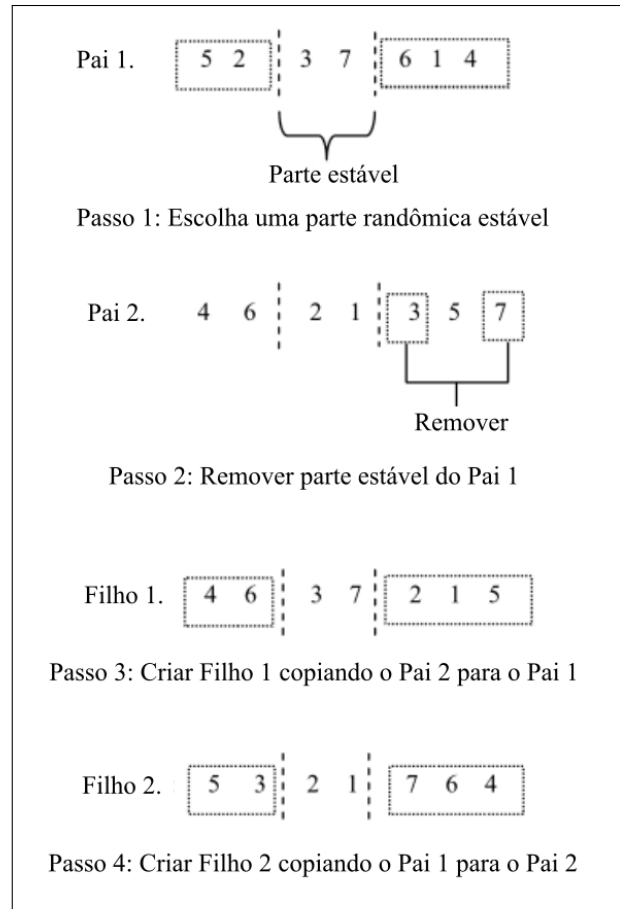 Pai 1. 5 2 3 7 6 1 4
Parte estável
Passo 1: Escolha uma parte randômica estável
Pai 2. 4 6 2 1 3 5 7
Remover
Passo 2: Remover parte estável do Pai 1
Filho 1. 4 6 3 7 2 1 5
Passo 3: Criar Filho 1 copiando o Pai 2 para o Pai 1
Filho 2. 5 3 2 1 7 6 4
Passo 4: Criar Filho 2 copiando o Pai 1 para o Pai 2